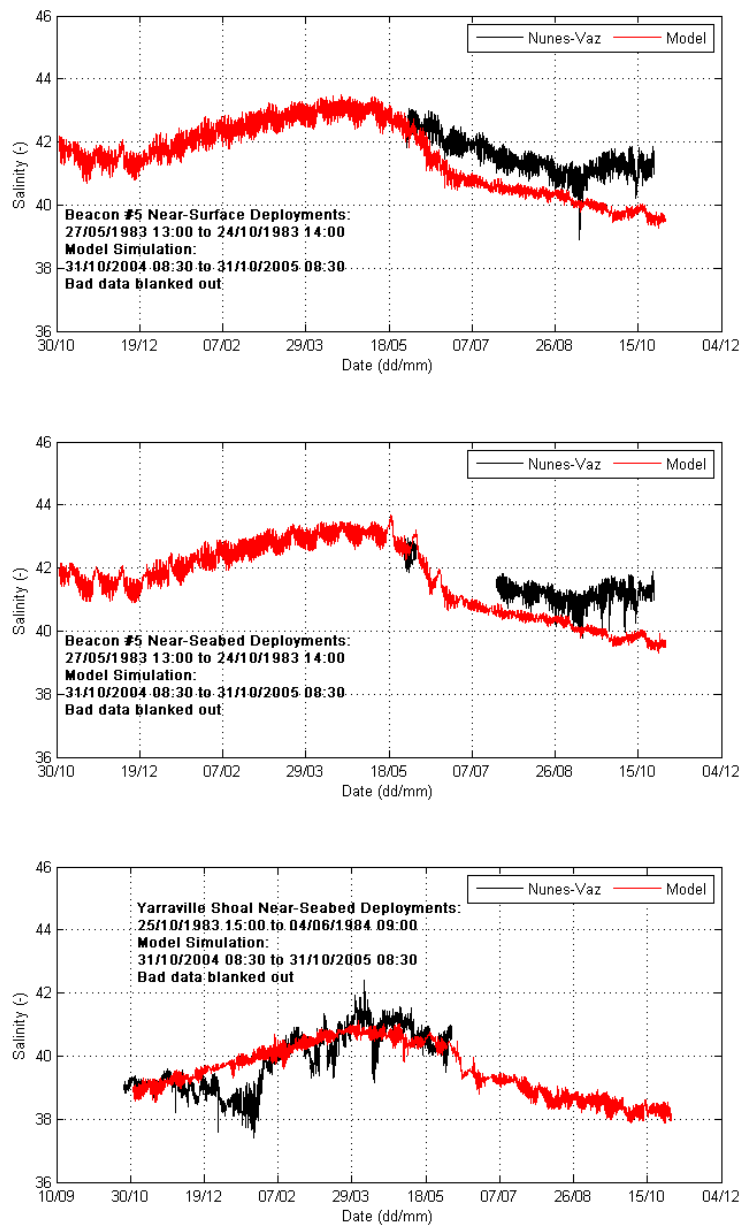 46
44
42
40
38
36
Salinity (-)
Nunes-Vaz Model
Beacon #5 Near-Surface Deployments:
27/05/1983 13:00 to 24/10/1983 14:00
Model Simulation:
31/10/2004 08:30 to 31/10/2005 08:30
Bad data blanked out
30/10 19/12 07/02 29/03 18/05 07/07 26/08 15/10 04/12
Date (dd/mm)
46
44
42
40
38
36
Salinity (-)
Nunes-Vaz Model
Beacon #5 Near-Seabed Deployments:
27/05/1983 13:00 to 24/10/1983 14:00
Model Simulation:
31/10/2004 08:30 to 31/10/2005 08:30
Bad data blanked out
30/10 19/12 07/02 29/03 18/05 07/07 26/08 15/10 04/12
Date (dd/mm)
46
44
42
40
38
36
Salinity (-)
Nunes-Vaz Model
Yarraville Shoal Near-Seabed Deployments:
25/10/1983 15:00 to 04/06/1984 09:00
Model Simulation:
31/10/2004 08:30 to 31/10/2005 08:30
Bad data blanked out
10/09 30/10 19/12 07/02 29/03 18/05 07/07 26/08 15/10 04/12
Date (dd/mm)